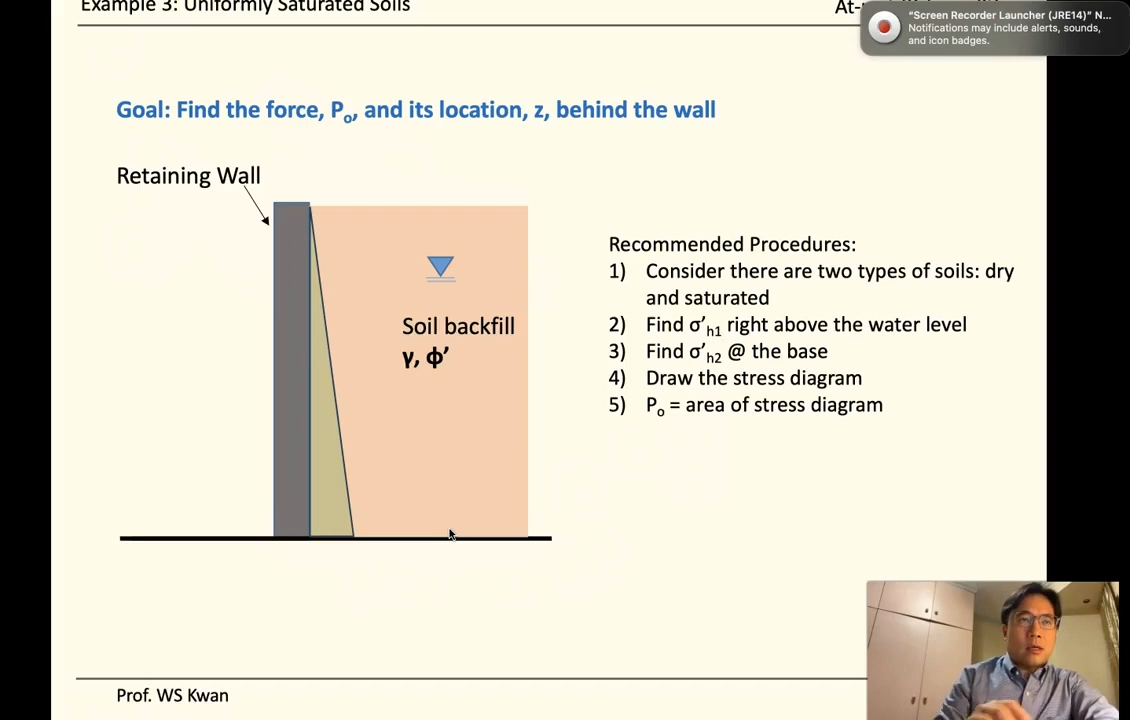 Example 3: Uniformly Saturated Soils
At-
"Screen Recorder Launcher (JRE14)" N...
Notifications may include alerts, sounds,
and icon badges.
Goal: Find the force, Po, and its location, z, behind the wall
Retaining Wall
Soil backfill
γ, ϕ'
Recommended Procedures:
1) Consider there are two types of soils: dry
and saturated
2) Find σ'h1 right above the water level
3) Find σ'h2 @ the base
4) Draw the stress diagram
5) Po = area of stress diagram
Prof. WS Kwan